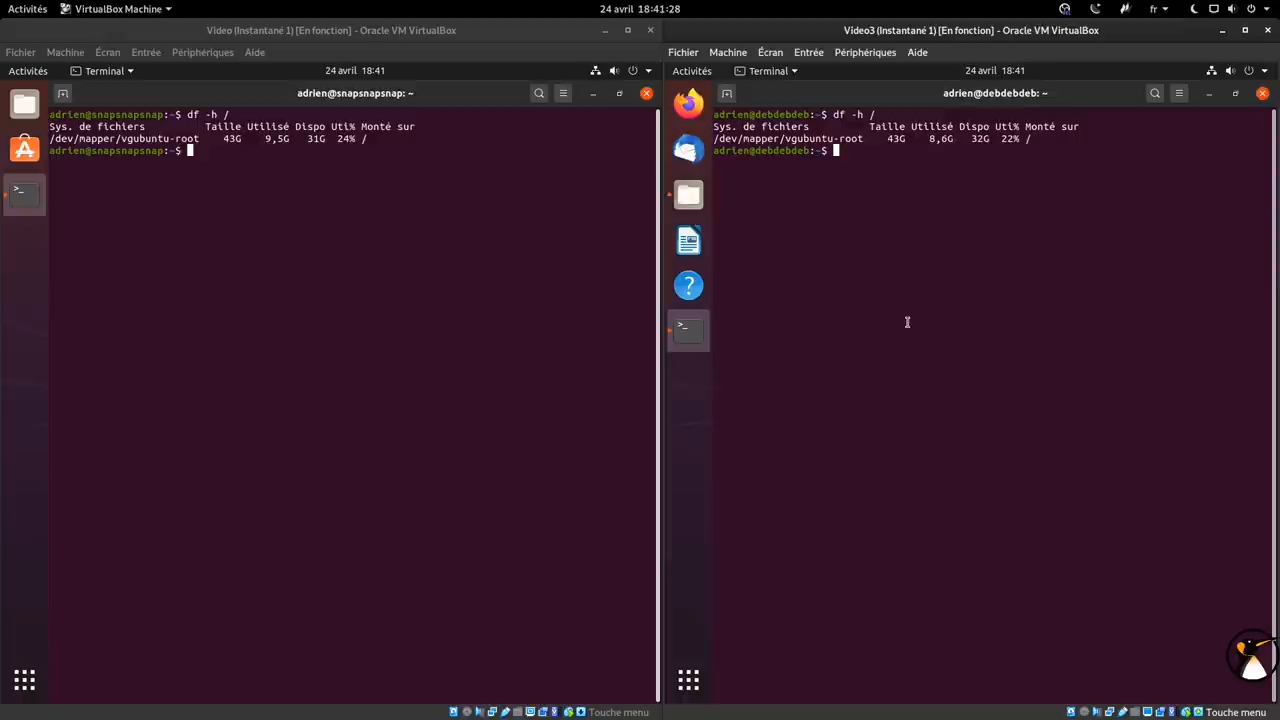 Activités VirtualBox Machine 24 avril 18:41:28 fr
Video (Instantané 1) [En fonction] - Oracle VM VirtualBox
Fichier Machine Écran Entrée Périphériques Aide
Activités Terminal 24 avril 18:41
adrien@snapsnapsnap: ~
adrien@snapsnapsnap:~$ df -h /
Sys. de fichiers Taille Utilisé Dispo Uti% Monté sur
/dev/mapper/vgubuntu-root 43G 9,5G 31G 24% /
adrien@snapsnapsnap:~$
Touche menu
Video3 (Instantané 1) [En fonction] - Oracle VM VirtualBox
Fichier Machine Écran Entrée Périphériques Aide
Activités Terminal 24 avril 18:41
adrien@debdebdeb: ~
adrien@debdebdeb:~$ df -h /
Sys. de fichiers Taille Utilisé Dispo Uti% Monté sur
/dev/mapper/vgubuntu-root 43G 8,6G 32G 22% /
adrien@debdebdeb:~$
Touche menu